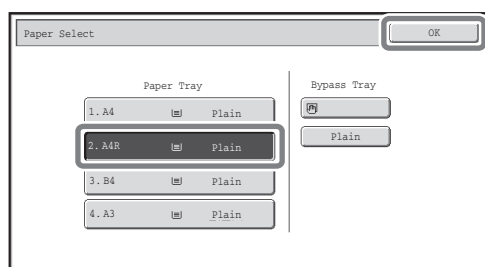 Paper Select
OK
Paper Tray
1. A4 Plain
2. A4R Plain
3. B4 Plain
4. A3 Plain
Bypass Tray
Plain